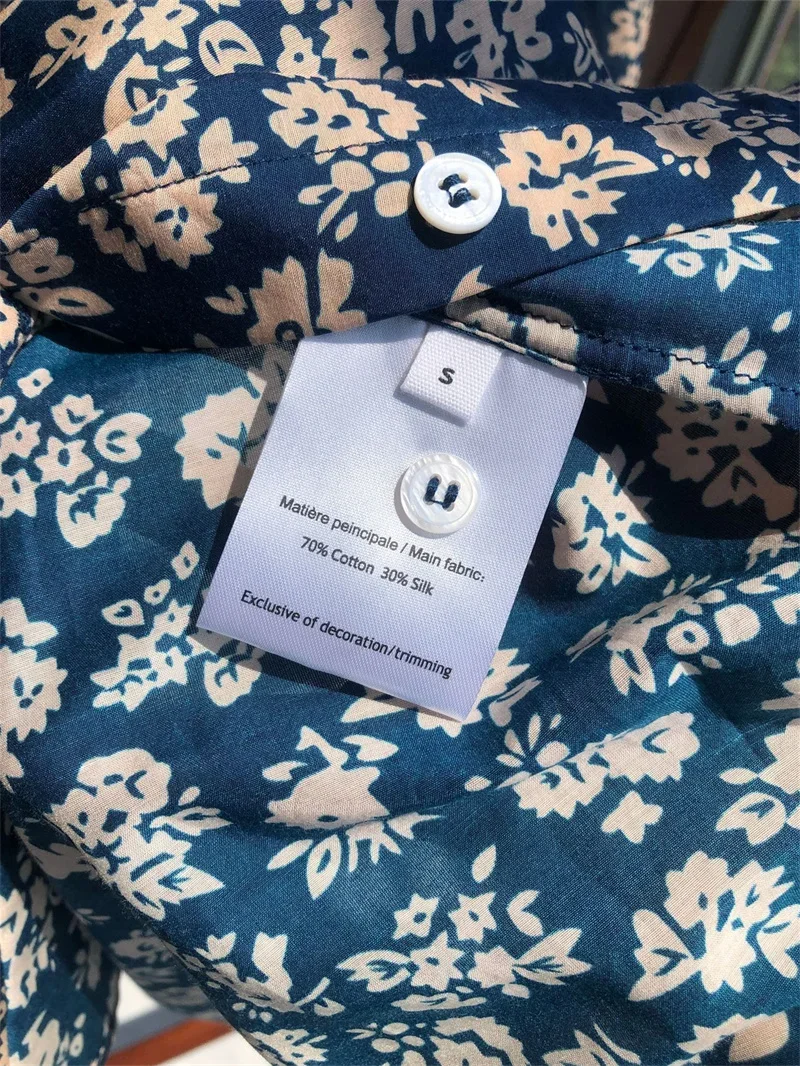 S
Matière peincipale / Main fabric:
70% Cotton 30% Silk
Exclusive of decoration/trimming